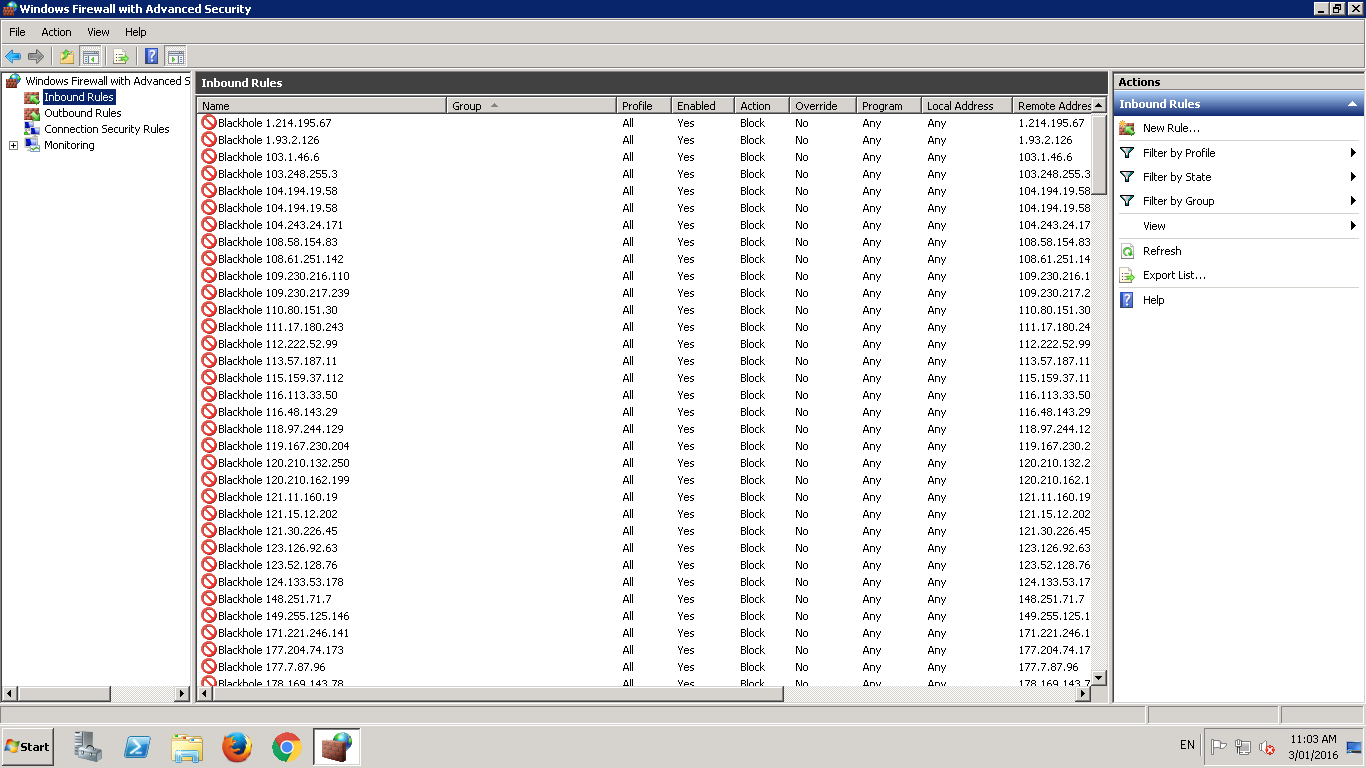 Windows Firewall with Advanced Security
File Action View Help
Windows Firewall with Advanced S
Inbound Rules
Outbound Rules
Connection Security Rules
Monitoring
Inbound Rules
Name Group Profile Enabled Action Override Program Local Address Remote Addres
Blackhole 1.214.195.67 All Yes Block No Any Any 1.214.195.67
Blackhole 1.93.2.126 All Yes Block No Any Any 1.93.2.126
Blackhole 103.1.46.6 All Yes Block No Any Any 103.1.46.6
Blackhole 103.248.255.3 All Yes Block No Any Any 103.248.255.3
Blackhole 104.194.19.58 All Yes Block No Any Any 104.194.19.58
Blackhole 104.194.19.58 All Yes Block No Any Any 104.194.19.58
Blackhole 104.243.24.171 All Yes Block No Any Any 104.243.24.17
Blackhole 108.58.154.83 All Yes Block No Any Any 108.58.154.83
Blackhole 108.61.251.142 All Yes Block No Any Any 108.61.251.14
Blackhole 109.230.216.110 All Yes Block No Any Any 109.230.216.1
Blackhole 109.230.217.239 All Yes Block No Any Any 109.230.217.2
Blackhole 110.80.151.30 All Yes Block No Any Any 110.80.151.30
Blackhole 111.17.180.243 All Yes Block No Any Any 111.17.180.24
Blackhole 112.222.52.99 All Yes Block No Any Any 112.222.52.99
Blackhole 113.57.187.11 All Yes Block No Any Any 113.57.187.11
Blackhole 115.159.37.112 All Yes Block No Any Any 115.159.37.11
Blackhole 116.113.33.50 All Yes Block No Any Any 116.113.33.50
Blackhole 116.48.143.29 All Yes Block No Any Any 116.48.143.29
Blackhole 118.97.244.129 All Yes Block No Any Any 118.97.244.12
Blackhole 119.167.230.204 All Yes Block No Any Any 119.167.230.2
Blackhole 120.210.132.250 All Yes Block No Any Any 120.210.132.2
Blackhole 120.210.162.199 All Yes Block No Any Any 120.210.162.1
Blackhole 121.11.160.19 All Yes Block No Any Any 121.11.160.19
Blackhole 121.15.12.202 All Yes Block No Any Any 121.15.12.202
Blackhole 121.30.226.45 All Yes Block No Any Any 121.30.226.45
Blackhole 123.126.92.63 All Yes Block No Any Any 123.126.92.63
Blackhole 123.52.128.76 All Yes Block No Any Any 123.52.128.76
Blackhole 124.133.53.178 All Yes Block No Any Any 124.133.53.17
Blackhole 148.251.71.7 All Yes Block No Any Any 148.251.71.7
Blackhole 149.255.125.146 All Yes Block No Any Any 149.255.125.1
Blackhole 171.221.246.141 All Yes Block No Any Any 171.221.246.1
Blackhole 177.204.74.173 All Yes Block No Any Any 177.204.74.17
Blackhole 177.7.87.96 All Yes Block No Any Any 177.7.87.96
Blackhole 178.169.143.78 All Yes Block No Any Any 178.169.143.7
Actions
Inbound Rules
New Rule...
Filter by Profile
Filter by State
Filter by Group
View
Refresh
Export List...
Help
Start
EN
11:03 AM
3/01/2016